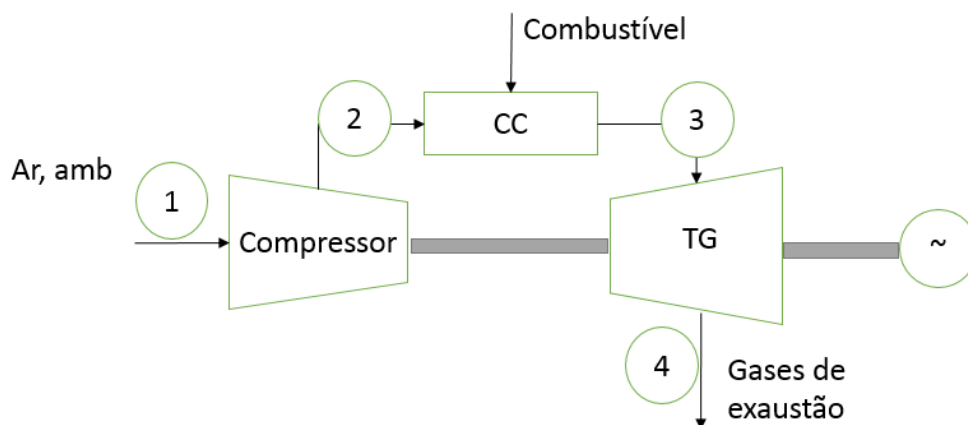 Combustível
2
CC
3
Ar, amb
1
Compressor
TG
~
4
Gases de
exaustão